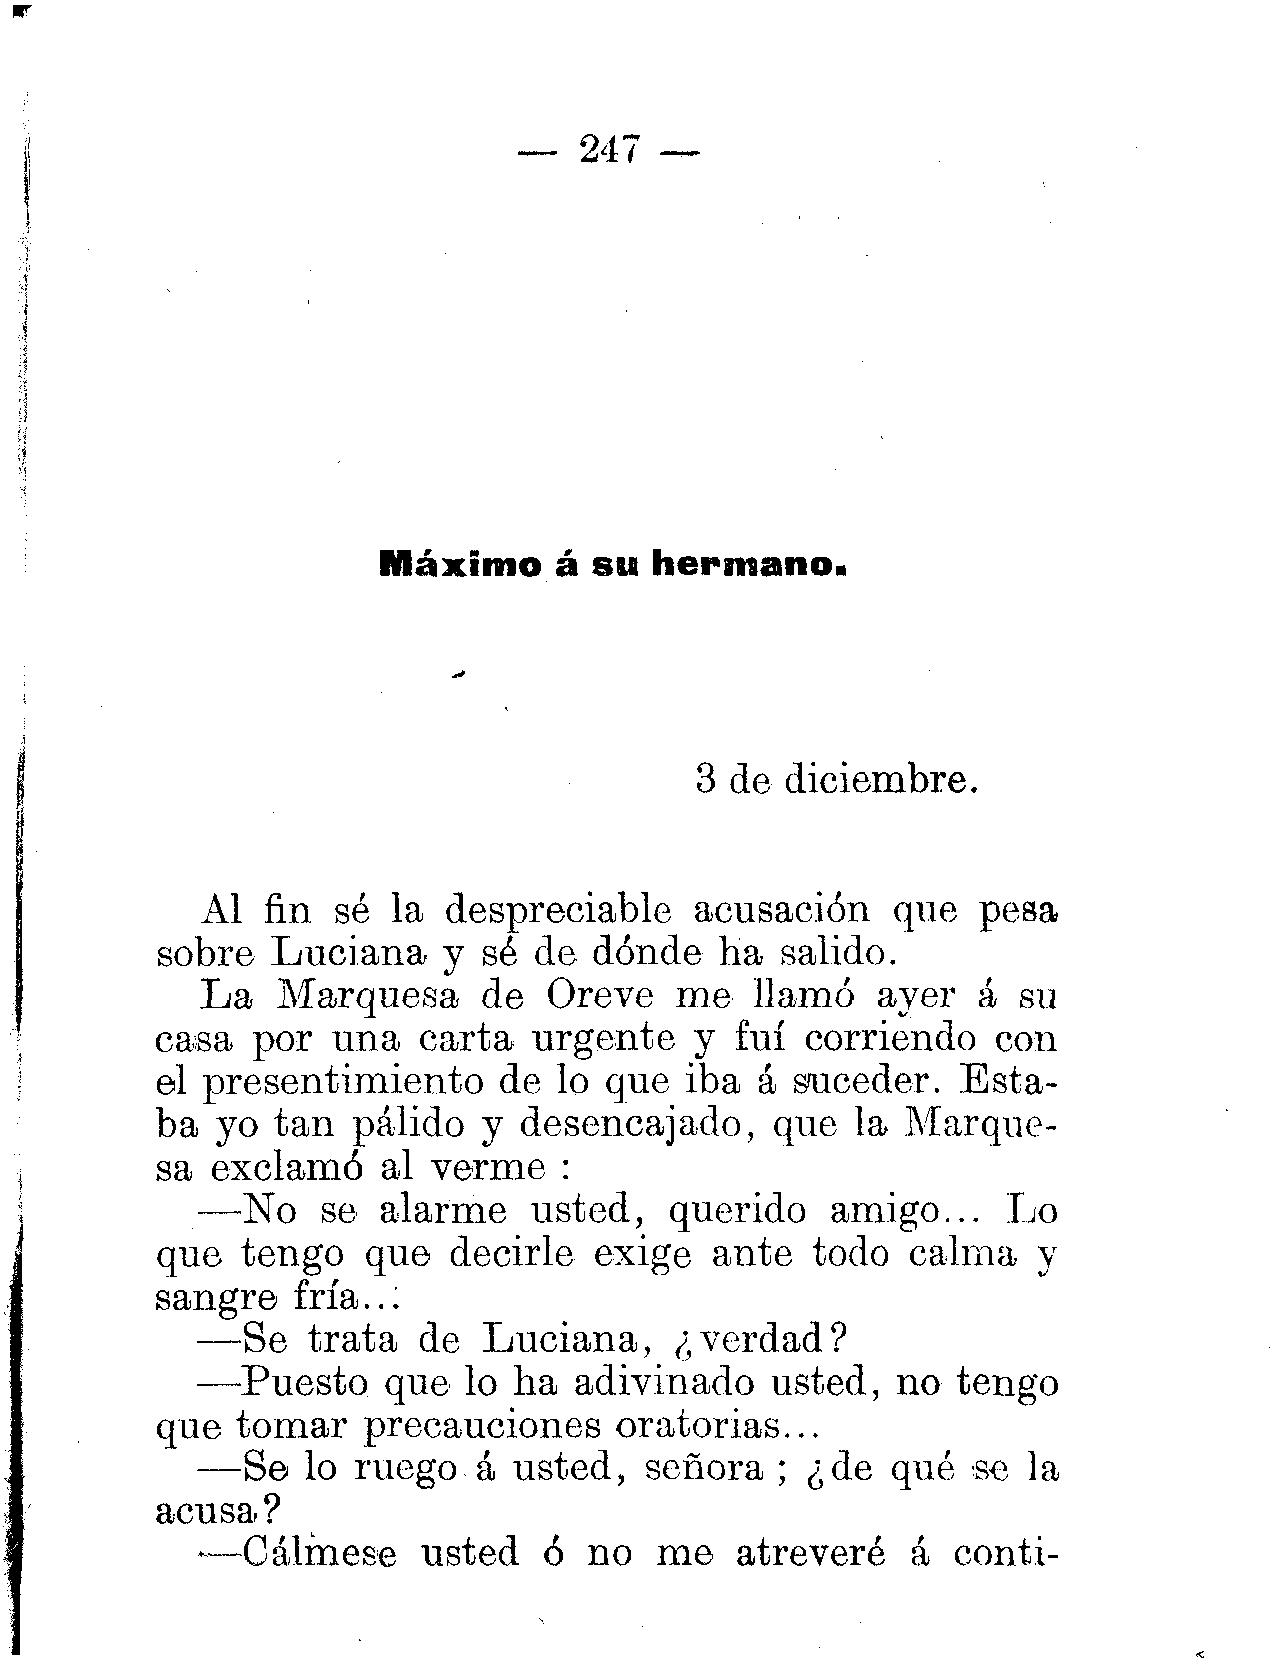 — 247 —
Máximo á su hermano.
3 de diciembre.
Al fin sé la despreciable acusación que pesa
sobre Luciana y sé de dónde ha salido.
La Marquesa de Oreve me llamó ayer á su
casa por una carta urgente y fuí corriendo con
el presentimiento de lo que iba á suceder. Esta-
ba yo tan pálido y desencajado, que la Marque-
sa exclamó al verme :
—No se alarme usted, querido amigo... Lo
que tengo que decirle exige ante todo calma y
sangre fría...
—Se trata de Luciana, ¿verdad?
—Puesto que lo ha adivinado usted, no tengo
que tomar precauciones oratorias...
—Se lo ruego á usted, señora ; ¿de qué se la
acusa?
—Cálmese usted ó no me atreveré á conti-